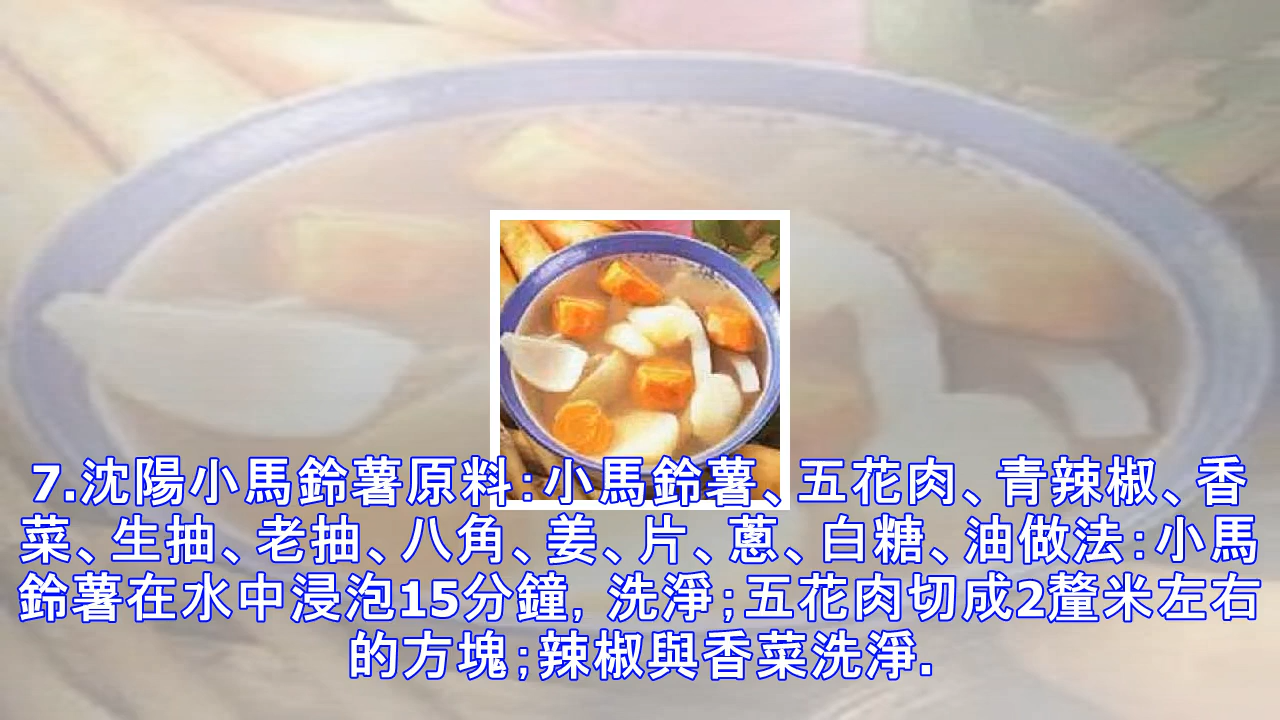 7.沈陽小馬鈴薯原料:小馬鈴薯、五花肉、青辣椒、香
菜、生抽、老抽、八角、姜、片、蔥、白糖、油做法:小馬
鈴薯在水中浸泡15分鐘, 洗淨;五花肉切成2釐米左右
的方塊;辣椒與香菜洗淨.